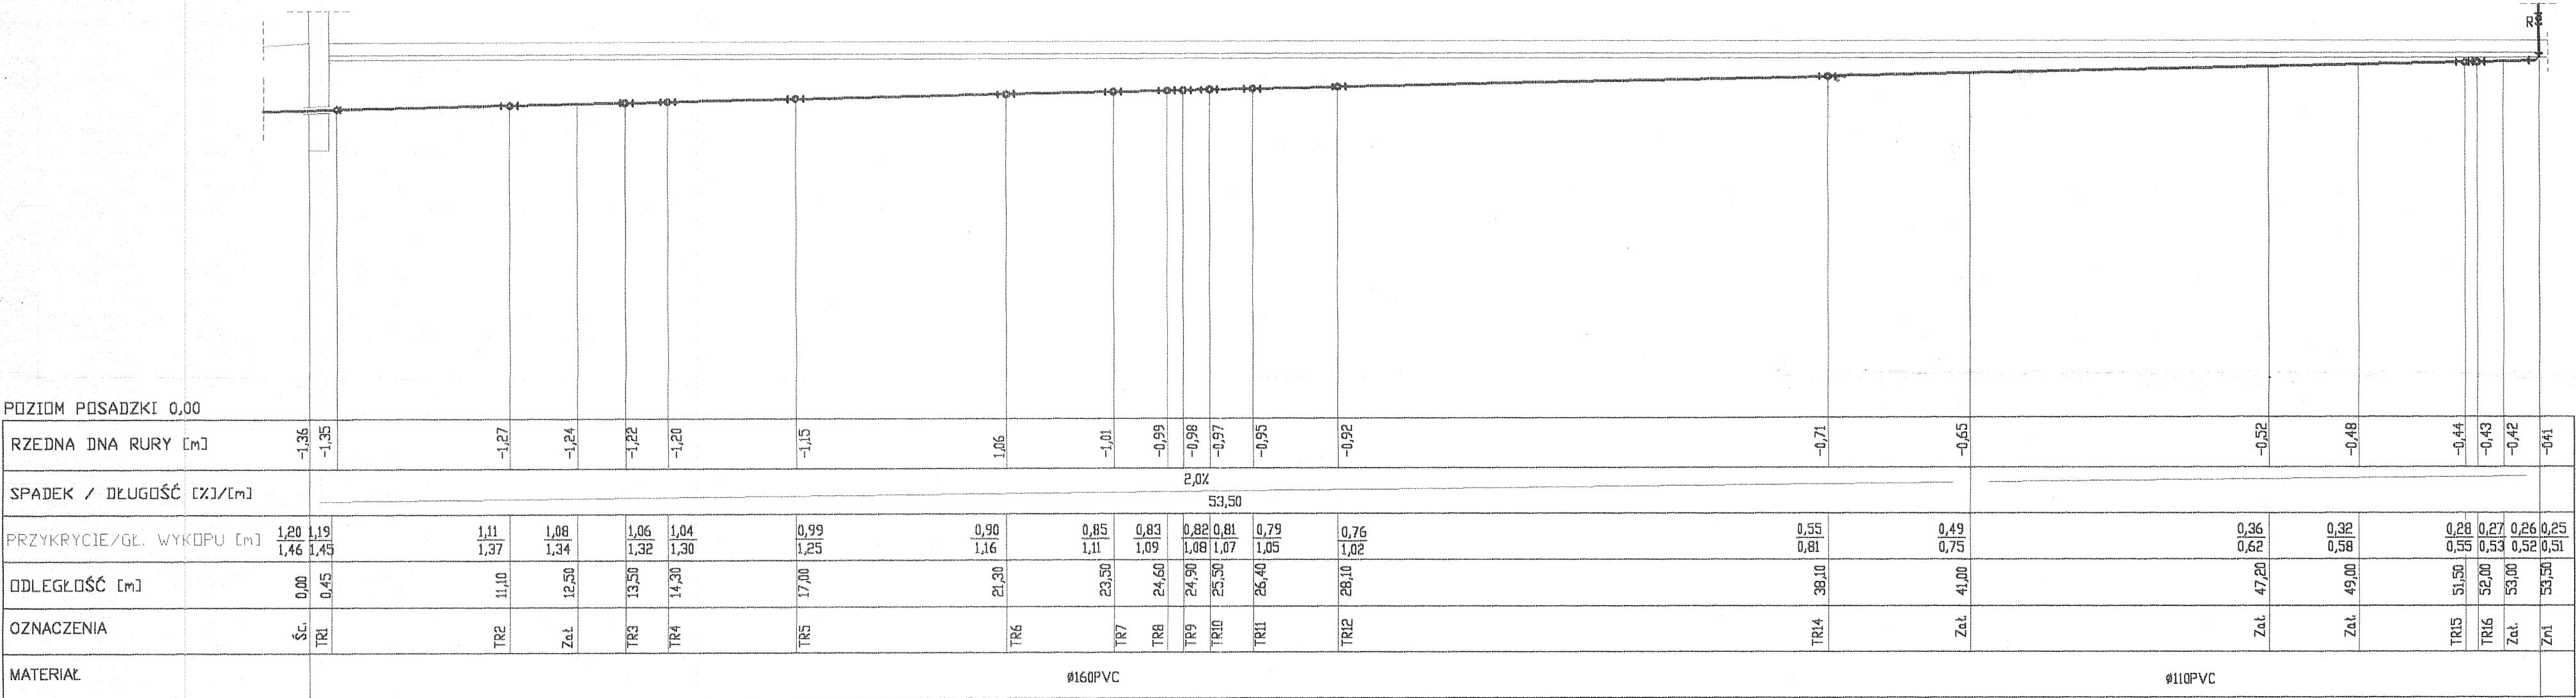 R
POZIOM POSADZKI 0,00
RZEDNA DNA RURY [m] -1,36 -1,35 -1,27 -1,24 -1,22 -1,20 -1,15 1,06 -1,01 -0,99 -0,98 -0,97 -0,95 -0,92 -0,71 -0,65 -0,52 -0,48 -0,44 -0,43 -0,42 -041
SPADEK / DŁUGOŚĆ [%]/[m] 2,0%
53,50
PRZYKRYCIE/GŁ. WYKOPU [m] 1,20 1,19 1,11 1,08 1,06 1,04 0,99 0,90 0,85 0,83 0,82 0,81 0,79 0,76 0,55 0,49 0,36 0,32 0,28 0,27 0,26 0,25
1,46 1,45 1,37 1,34 1,32 1,30 1,25 1,16 1,11 1,09 1,08 1,07 1,05 1,02 0,81 0,75 0,62 0,58 0,55 0,53 0,52 0,51
ODLEGŁOŚĆ [m] 0,00 0,45 11,10 12,50 13,50 14,30 17,00 21,30 23,50 24,60 24,90 25,50 26,40 28,10 38,10 41,00 47,20 49,00 51,50 52,00 53,00 53,50
OZNACZENIA Śc. TR1 TR2 Zał. TR3 TR4 TR5 TR6 TR7 TR8 TR9 TR10 TR11 TR12 TR14 Zał. Zał. Zał. TR15 TR16 Zał. Zm1
MATERIAŁ ø160PVC ø110PVC